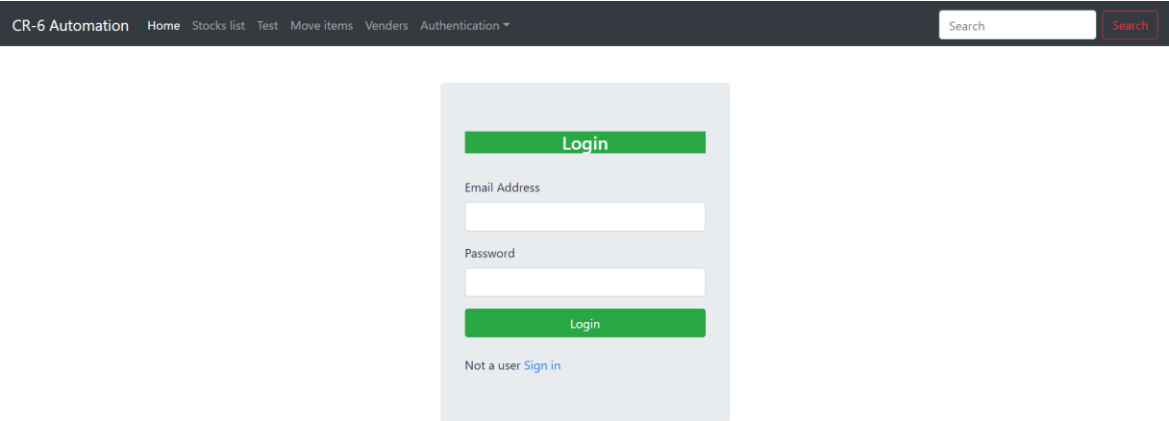 CR-6 Automation Home Stocks list Test Move items Venders Authentication Search Search
Login
Email Address
Password
Login
Not a user Sign in